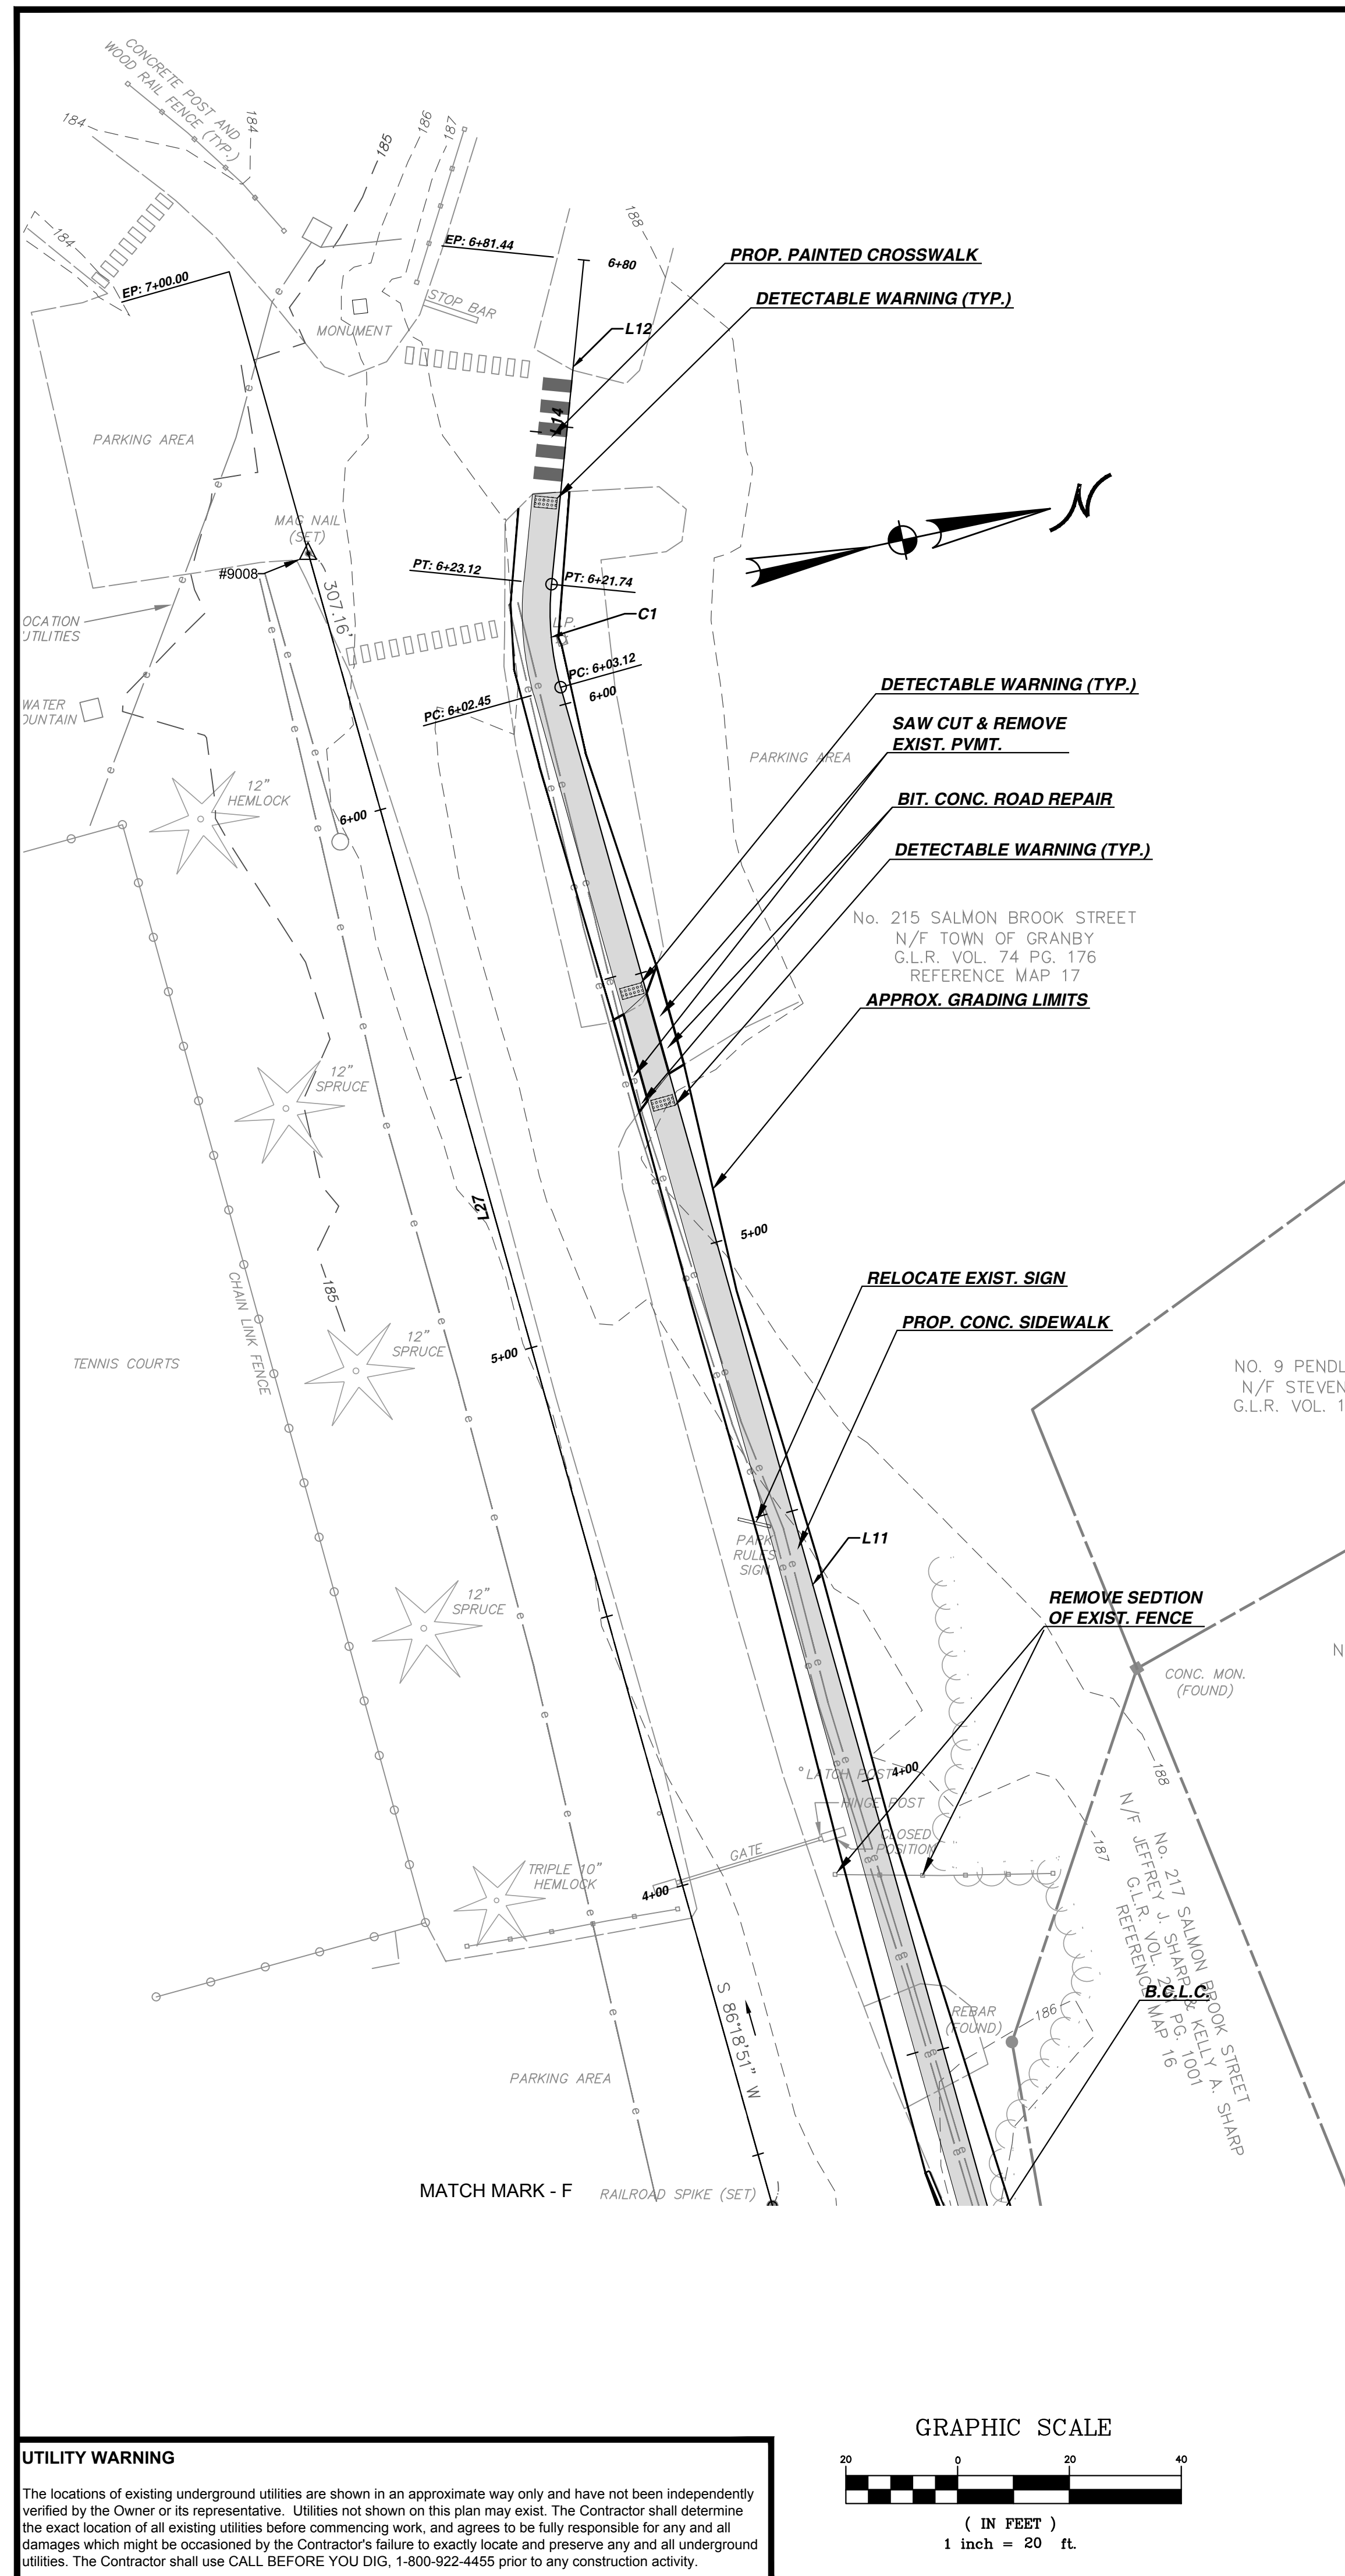 CONCRETE POST AND
WOOD RAIL FENCE (TYP.)
184
184
185
186
187
184
188
EP: 6+81.44
6+80
EP: 7+00.00
STOP BAR
MONUMENT
L12
PROP. PAINTED CROSSWALK
DETECTABLE WARNING (TYP.)
L14
PARKING AREA
MAG NAIL
(SET)
#9008
307.16'
N
PT: 6+23.12
PT: 6+21.74
C1
U.P.
OCATION
UTILITIES
PC: 6+03.12
6+00
PC: 6+02.45
WATER
OUNTAIN
DETECTABLE WARNING (TYP.)
SAW CUT & REMOVE
EXIST. PVMT.
PARKING AREA
BIT. CONC. ROAD REPAIR
DETECTABLE WARNING (TYP.)
12"
HEMLOCK
6+00
No. 215 SALMON BROOK STREET
N/F TOWN OF GRANBY
G.L.R. VOL. 74 PG. 176
REFERENCE MAP 17
APPROX. GRADING LIMITS
12"
SPRUCE
L27
5+00
185
CHAIN LINK FENCE
RELOCATE EXIST. SIGN
PROP. CONC. SIDEWALK
12"
SPRUCE
5+00
TENNIS COURTS
NO. 9 PENDL
N/F STEVEN
G.L.R. VOL. 1
PARK
RULES
SIGN
L11
12"
SPRUCE
REMOVE SEDTION
OF EXIST. FENCE
N
CONC. MON.
(FOUND)
188
4+00
LATCH POST
HINGE POST
CLOSED
POSITION
GATE
187
TRIPLE 10"
HEMLOCK
4+00
No. 217 SALMON BROOK STREET
N/F JEFFREY J. SHARP & KELLY A. SHARP
G.L.R. VOL. PG. 1001
REFERENCE MAP 16
B.C.L.C.
REBAR
(FOUND)
186
S 86°18'51" W
PARKING AREA
MATCH MARK - F
RAILROAD SPIKE (SET)
GRAPHIC SCALE
20 0 20 40
( IN FEET )
1 inch = 20 ft.
UTILITY WARNING
The locations of existing underground utilities are shown in an approximate way only and have not been independently
verified by the Owner or its representative. Utilities not shown on this plan may exist. The Contractor shall determine
the exact location of all existing utilities before commencing work, and agrees to be fully responsible for any and all
damages which might be occasioned by the Contractor's failure to exactly locate and preserve any and all underground
utilities. The Contractor shall use CALL BEFORE YOU DIG, 1-800-922-4455 prior to any construction activity.